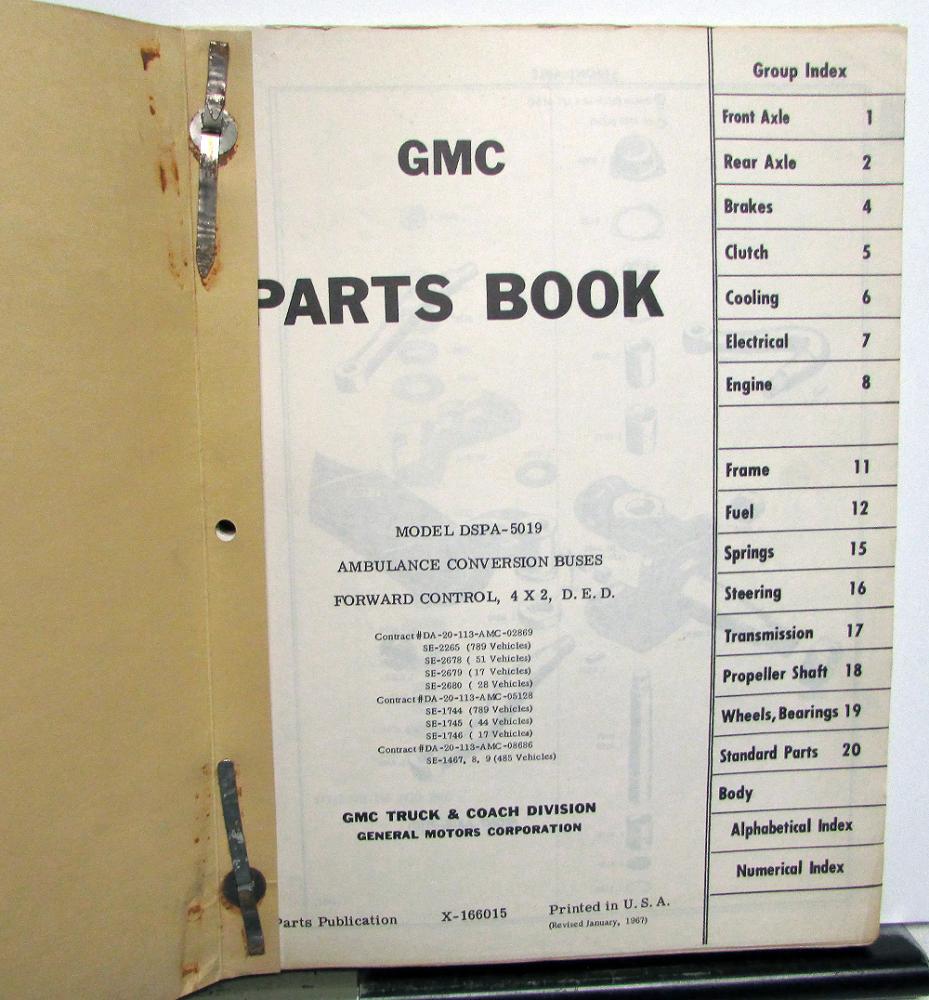 GMC
PARTS BOOK
MODEL DSPA-5019
AMBULANCE CONVERSION BUSES
FORWARD CONTROL, 4 X 2, D. E. D.
Contract #DA-20-113-AMC-02869
SE-2265 (789 Vehicles)
SE-2678 ( 51 Vehicles)
SE-2679 ( 17 Vehicles)
SE-2680 ( 28 Vehicles)
Contract #DA-20-113-AMC-05128
SE-1744 (789 Vehicles)
SE-1745 ( 44 Vehicles)
SE-1746 ( 17 Vehicles)
Contract #DA-20-113-AMC-08686
SE-1467, 8, 9 (485 Vehicles)
GMC TRUCK & COACH DIVISION
GENERAL MOTORS CORPORATION
Parts Publication X-166015 Printed in U. S. A.
(Revised January, 1967)
Group Index
Front Axle 1
Rear Axle 2
Brakes 4
Clutch 5
Cooling 6
Electrical 7
Engine 8
Frame 11
Fuel 12
Springs 15
Steering 16
Transmission 17
Propeller Shaft 18
Wheels, Bearings 19
Standard Parts 20
Body
Alphabetical Index
Numerical Index